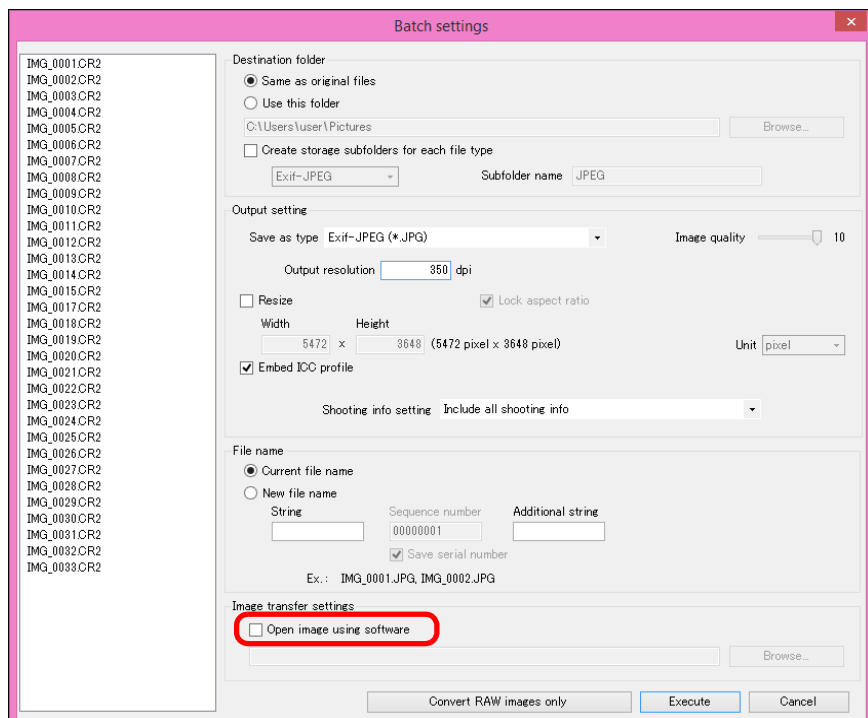 Batch settings
IMG_0001.CR2
IMG_0002.CR2
IMG_0003.CR2
IMG_0004.CR2
IMG_0005.CR2
IMG_0006.CR2
IMG_0007.CR2
IMG_0008.CR2
IMG_0009.CR2
IMG_0010.CR2
IMG_0011.CR2
IMG_0012.CR2
IMG_0013.CR2
IMG_0014.CR2
IMG_0015.CR2
IMG_0017.CR2
IMG_0018.CR2
IMG_0019.CR2
IMG_0020.CR2
IMG_0021.CR2
IMG_0022.CR2
IMG_0023.CR2
IMG_0024.CR2
IMG_0025.CR2
IMG_0026.CR2
IMG_0027.CR2
IMG_0028.CR2
IMG_0029.CR2
IMG_0030.CR2
IMG_0031.CR2
IMG_0032.CR2
IMG_0033.CR2
Destination folder
Same as original files
Use this folder
C:\Users\user\Pictures Browse...
Create storage subfolders for each file type
Exif-JPEG Subfolder name JPEG
Output setting
Save as type Exif-JPEG (*.JPG) Image quality 10
Output resolution 350 dpi
Resize Lock aspect ratio
Width Height
5472 x 3648 (5472 pixel x 3648 pixel) Unit pixel
Embed ICC profile
Shooting info setting Include all shooting info
File name
Current file name
New file name
String Sequence number Additional string
00000001
Save serial number
Ex.: IMG_0001.JPG, IMG_0002.JPG
Image transfer settings
Open image using software
Browse...
Convert RAW images only Execute Cancel